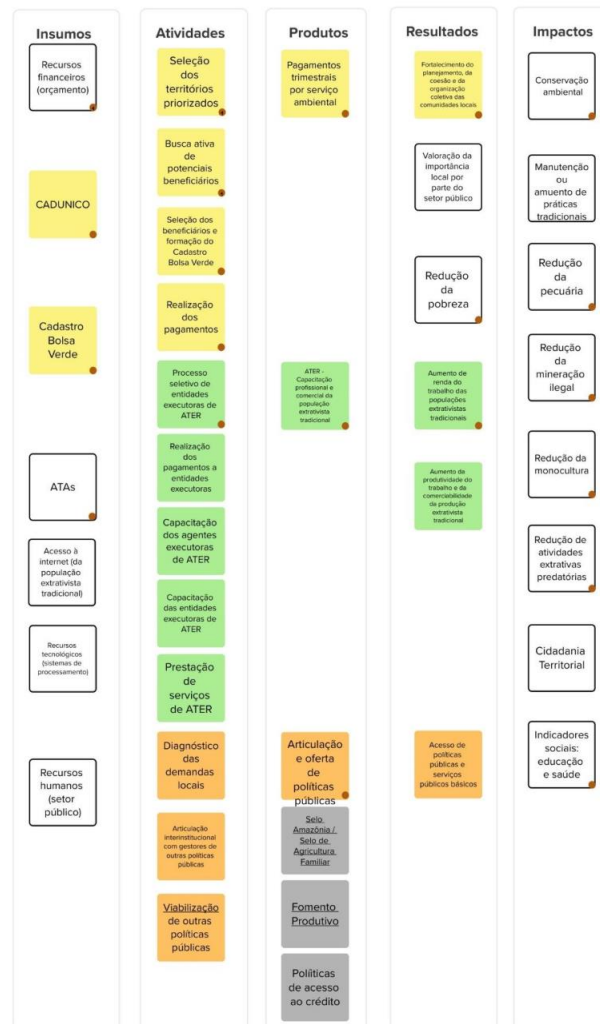 Insumos
Recursos
financeiros
(orçamento)
CADUNICO
Cadastro
Bolsa
Verde
ATAs
Acesso à
internet (da
população
extrativista
tradicional)
Recursos
tecnológicos
(sistemas de
processamento)
Recursos
humanos
(setor
público)
Atividades
Seleção
dos
territórios
priorizados
Busca ativa
de
potenciais
beneficiários
Seleção dos
beneficiários e
formação do
Cadastro
Bolsa Verde
Realização
dos
pagamentos
Processo
seletivo de
entidades
executoras de
ATER
Realização
dos
pagamentos a
entidades
executoras
Capacitação
dos agentes
executoras
de ATER
Capacitação
das entidades
executoras de
ATER
Prestação
de
serviços
de ATER
Diagnóstico
das
demandas
locais
Articulação
interinstitucional
com gestores de
outras políticas
públicas
Viabilização
de outras
políticas
públicas
Produtos
Pagamentos
trimestrais
por serviço
ambiental
ATER -
Capacitação
profissional e
comercial da
população
extrativista
tradicional
Articulação
e oferta
de
políticas
públicas
Selo
Amazônia /
Selo de
Agricultura
Familiar
Fomento
Produtivo
Políticas
de acesso
ao crédito
Resultados
Fortalecimento do
planejamento, da
coesão e da
organização
coletiva das
comunidades locais
Valoração da
importância
local por
parte do
setor público
Redução
da
pobreza
Aumento de
renda do
trabalho das
populações
extrativistas
tradicionais
Aumento da
produtividade do
trabalho e da
comerciabilidade
da produção
extrativista
tradicional
Acesso de
políticas
públicas e
serviços
públicos básicos
Impactos
Conservação
ambiental
Manutenção
ou
amuento de
práticas
tradicionais
Redução
da
pecuária
Redução
da
mineração
ilegal
Redução da
monocultura
Redução de
atividades
extrativas
predatórias
Cidadania
Territorial
Indicadores
sociais:
educação
e saúde